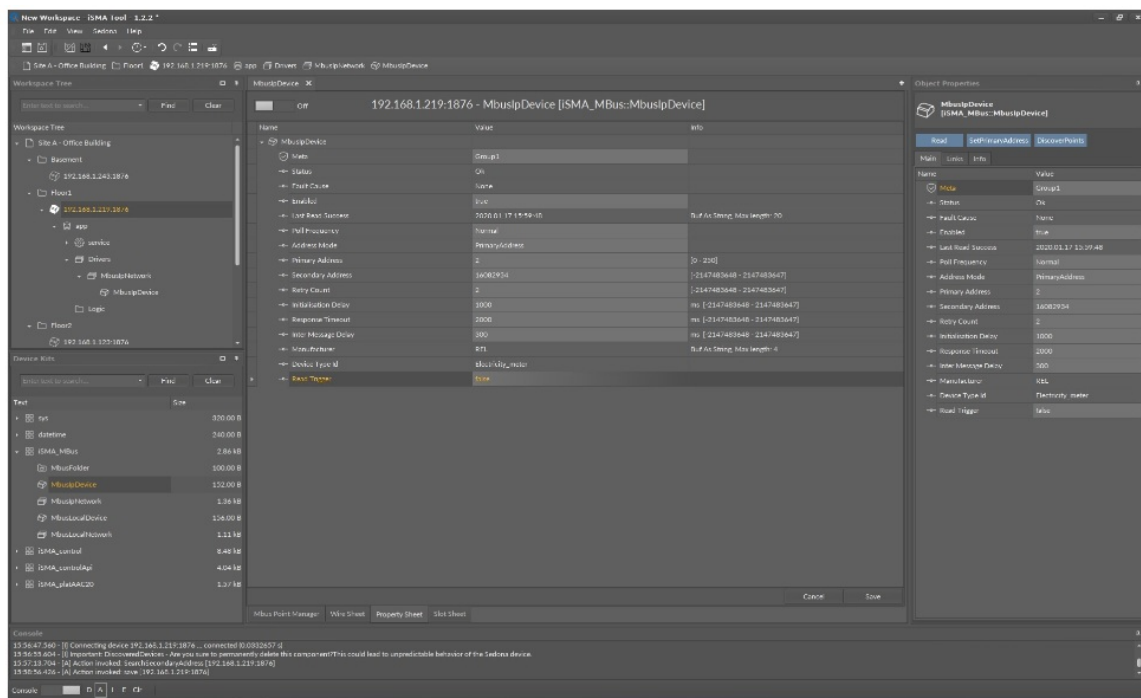 New Workspace iSMA Tool 1.2.2 *
File Edit View Sedona Help
Site A - Office Building Floor1 192.168.1.219:1876 app Drivers MbusIpNetwork MbusIpDevice
Workspace Tree
Enter text to search... Find Clear
Workspace Tree
Site A - Office Building
Basement
192.168.1.243:1876
Floor1
192.168.1.219:1876
app
service
Drivers
MbusIpNetwork
MbusIpDevice
Logic
Floor2
192.168.1.123:1876
Device Kits
Enter text to search... Find Clear
Text Size
sys 320.00 B
datetime 240.00 B
iSMA_MBus 2.86 kB
MbusFolder 100.00 B
MbusIpDevice 152.00 B
MbusIpNetwork 1.36 kB
MbusLocalDevice 156.00 B
MbusLocalNetwork 1.11 kB
iSMA_control 8.48 kB
iSMA_controlApi 4.04 kB
iSMA_platAAC20 1.57 kB
MbusIpDevice X
Off 192.168.1.219:1876 - MbusIpDevice [iSMA_MBus::MbusIpDevice]
Name Value Info
MbusIpDevice
Meta Group1
Status Ok
Fault Cause None
Enabled true
Last Read Success 2020.01.17 15:59:48 Buf As String, Max length: 20
Poll Frequency Normal
Address Mode PrimaryAddress
Primary Address 2 [0 - 250]
Secondary Address 16082934 [-2147483648 - 2147483647]
Retry Count 2 [-2147483648 - 2147483647]
Initialisation Delay 1000 ms [-2147483648 - 2147483647]
Response Timeout 2000 ms [-2147483648 - 2147483647]
Inter Message Delay 300 ms [-2147483648 - 2147483647]
Manufacturer REL Buf As String, Max length: 4
Device Type Id Electricity_meter
Read Trigger false
Cancel Save
Mbus Point Manager Wire Sheet Property Sheet Slot Sheet
Object Properties
MbusIpDevice
[iSMA_MBus::MbusIpDevice]
Read SetPrimaryAddress DiscoverPoints
Main Links Info
Name Value
Meta Group1
Status Ok
Fault Cause None
Enabled true
Last Read Success 2020.01.17 15:59:48
Poll Frequency Normal
Address Mode PrimaryAddress
Primary Address 2
Secondary Address 16082934
Retry Count 2
Initialisation Delay 1000
Response Timeout 2000
Inter Message Delay 300
Manufacturer REL
Device Type Id Electricity_meter
Read Trigger false
Console
15:56:47.560 - [I] Connecting device 192.168.1.219:1876 ... connected [0.0332657 s]
15:56:55.604 - [I] Important: DiscoveredDevices - Are you sure to permanently delete this component?This could lead to unpredictable behavior of the Sedona device.
15:57:13.704 - [A] Action invoked: SearchSecondaryAddress [192.168.1.219:1876]
15:58:56.426 - [A] Action invoked: save [192.168.1.219:1876]
Console D A I E Clr